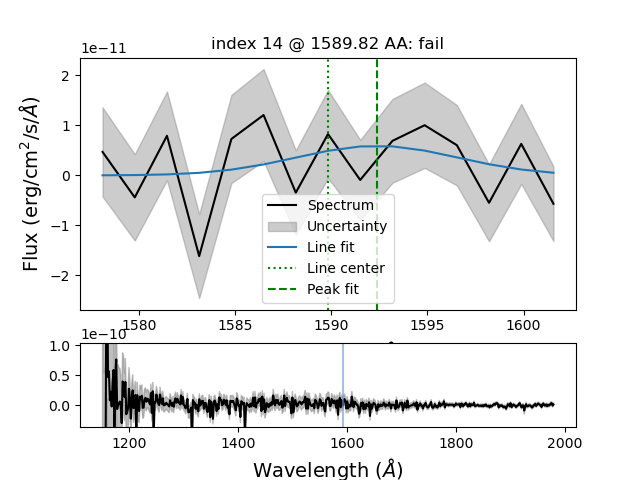 index 14 @ 1589.82 AA: fail
1e−11
Flux (erg/cm²/s/Å)
2
1
0
−1
−2
Spectrum
Uncertainty
Line fit
Line center
Peak fit
1580 1585 1590 1595 1600
1e−10
1.0
0.5
0.0
1200 1400 1600 1800 2000
Wavelength (Å)